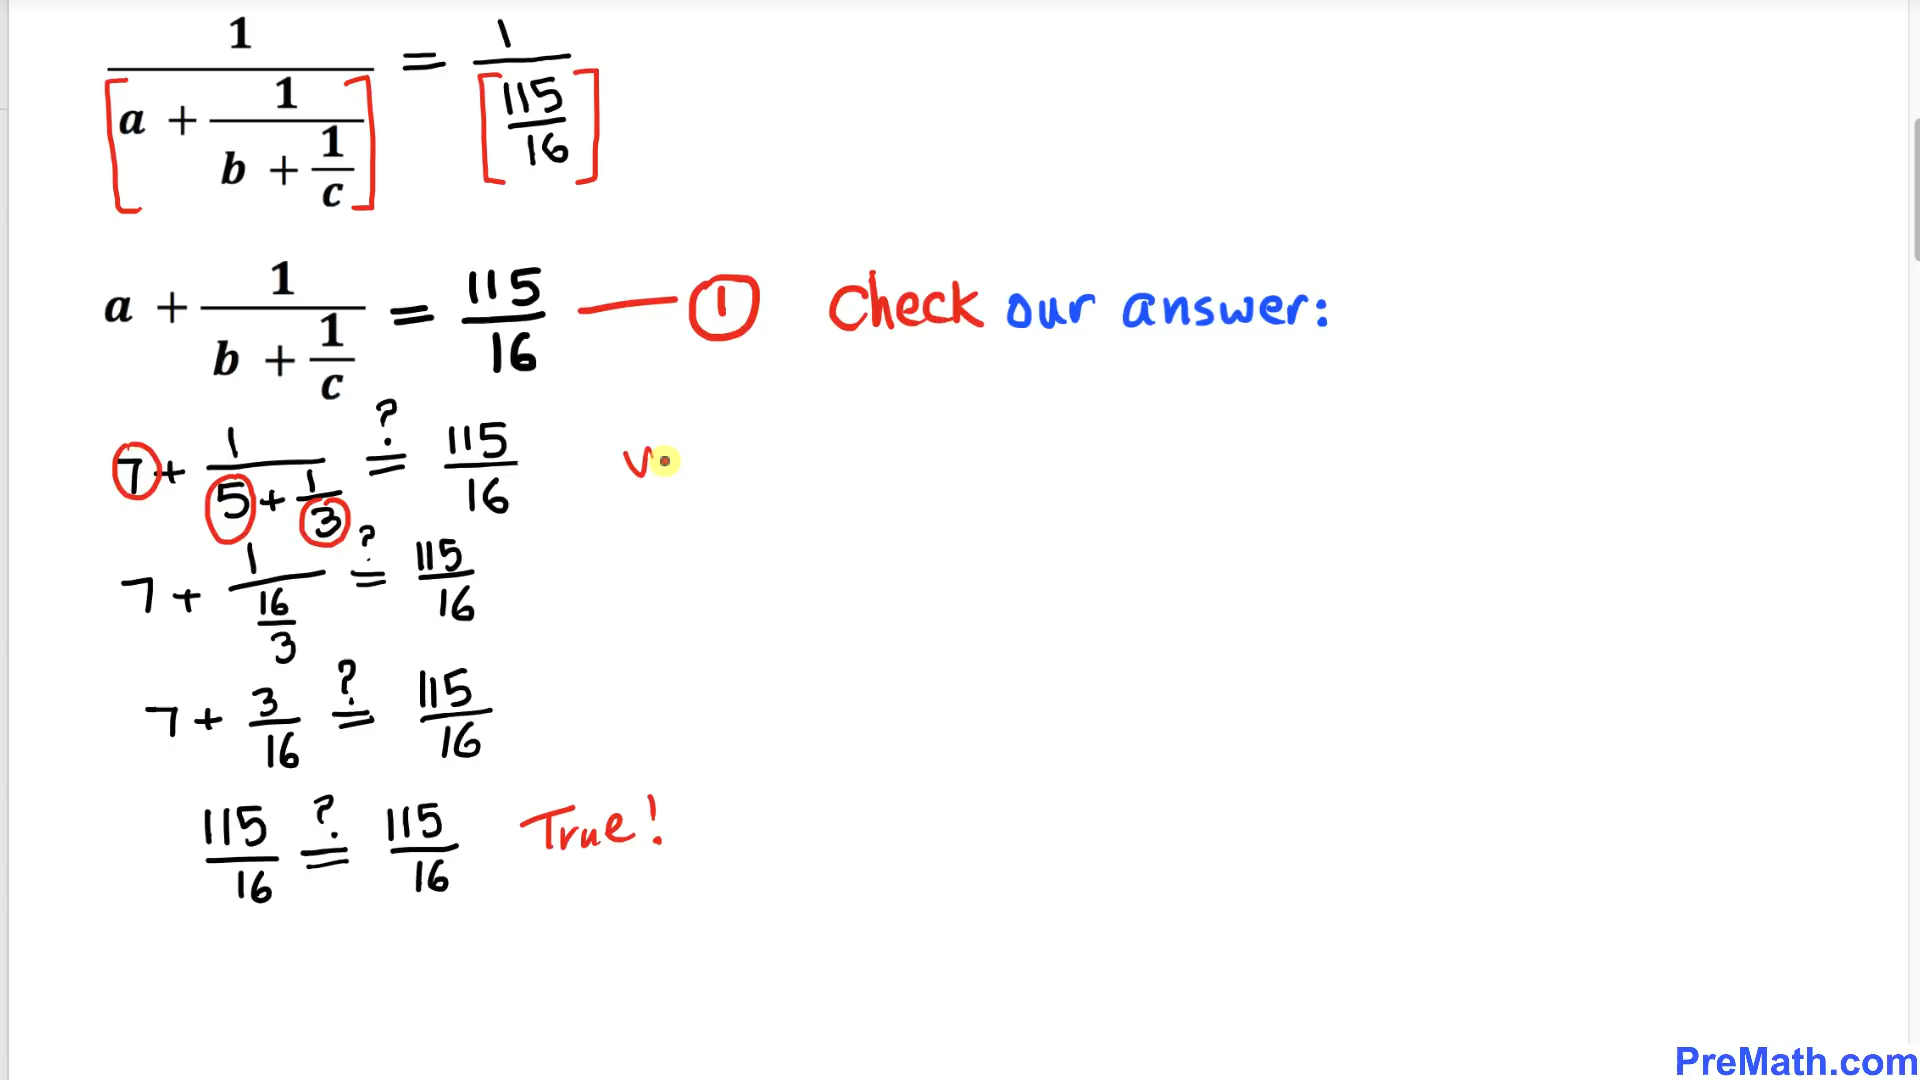 1/[a + 1/(b + 1/c)] = 1/[115/16]
a + 1/(b + 1/c) = 115/16 — ① Check our answer:
7 + 1/(5 + 1/3) ?= 115/16
7 + 1/(16/3) ?= 115/16
7 + 3/16 ?= 115/16
115/16 ?= 115/16 True!
PreMath.com